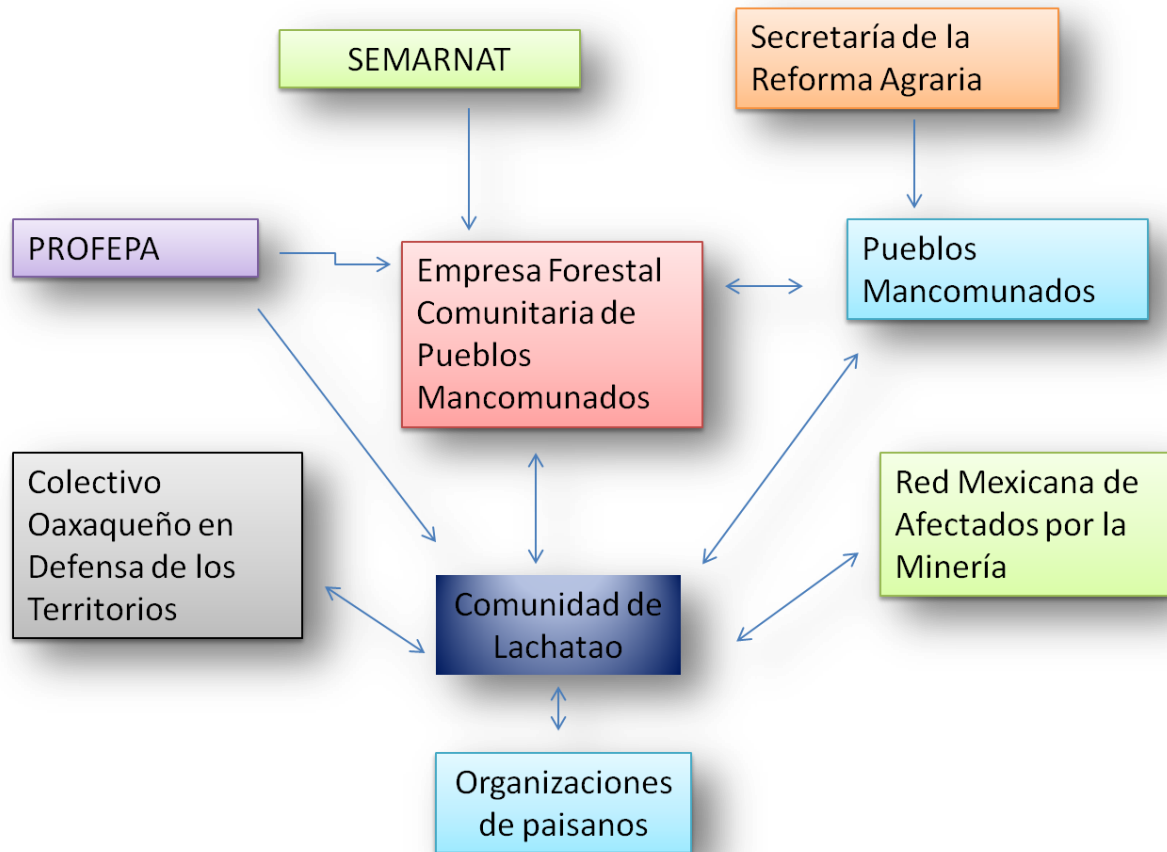 SEMARNAT
Secretaría de la
Reforma Agraria
PROFEPA
Empresa Forestal
Comunitaria de
Pueblos
Mancomunados
Pueblos
Mancomunados
Colectivo
Oaxaqueño en
Defensa de los
Territorios
Comunidad de
Lachatao
Red Mexicana de
Afectados por la
Minería
Organizaciones
de paisanos